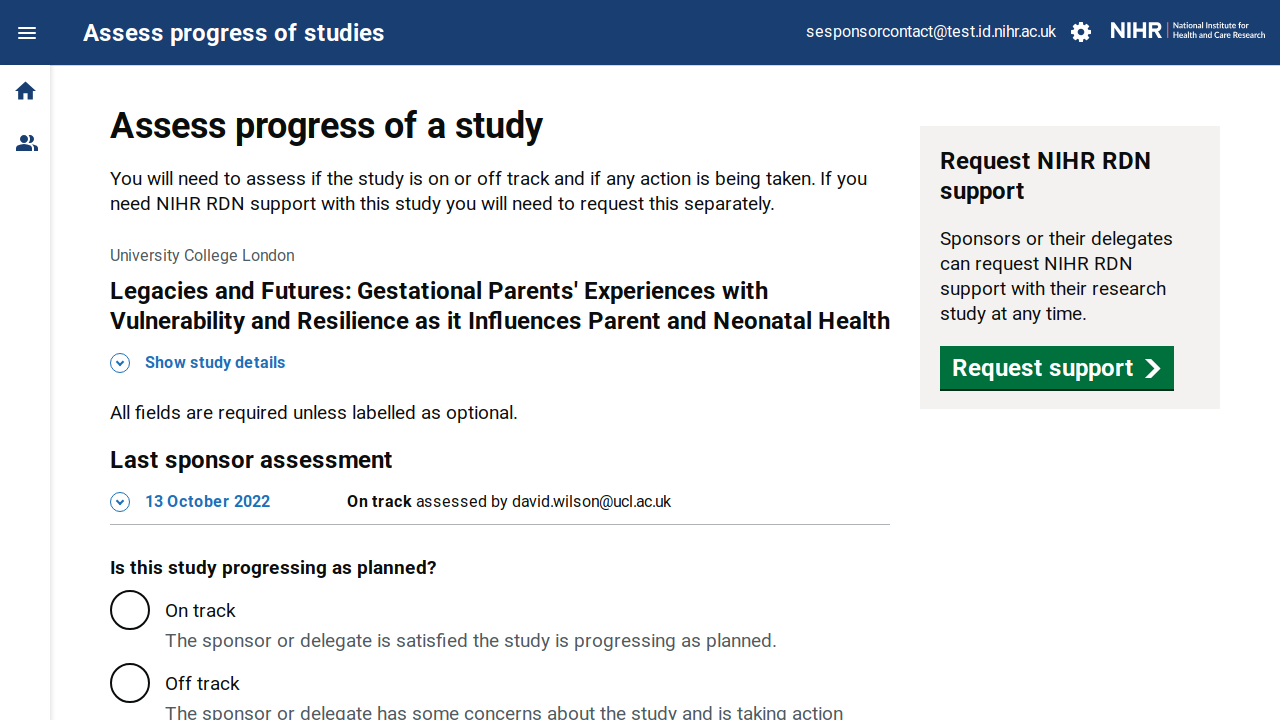 Assess progress of studies
sesponsorcontact@test.id.nihr.ac.uk
NIHR
National Institute for
Health and Care Research
Assess progress of a study
You will need to assess if the study is on or off track and if any action is being taken. If you
need NIHR RDN support with this study you will need to request this separately.
University College London
Legacies and Futures: Gestational Parents' Experiences with
Vulnerability and Resilience as it Influences Parent and Neonatal Health
Show study details
All fields are required unless labelled as optional.
Last sponsor assessment
13 October 2022
On track assessed by david.wilson@ucl.ac.uk
Is this study progressing as planned?
On track
The sponsor or delegate is satisfied the study is progressing as planned.
Off track
The sponsor or delegate has some concerns about the study and is taking action
Request NIHR RDN
support
Sponsors or their delegates
can request NIHR RDN
support with their research
study at any time.
Request support